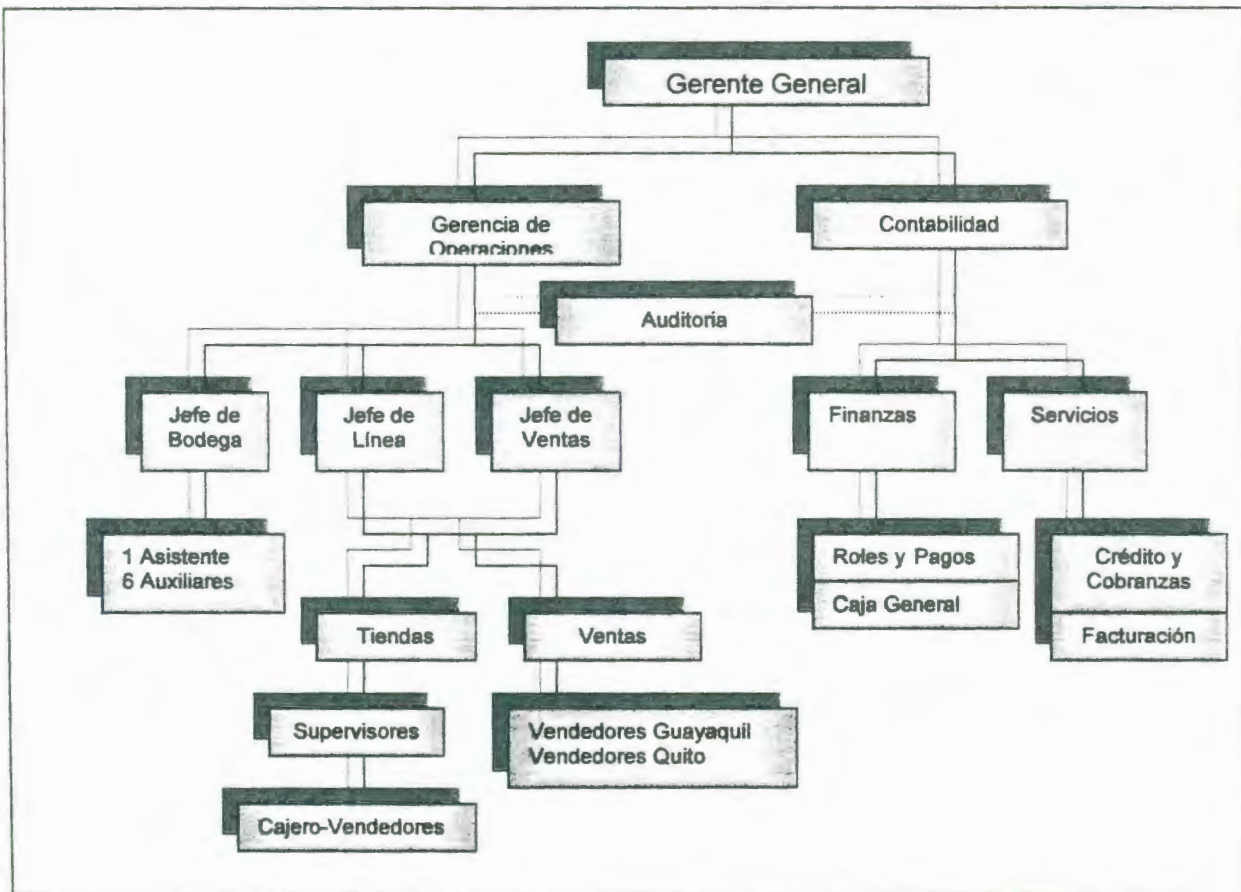 Gerente General
Gerencia de
Operaciones
Contabilidad
Auditoria
Jefe de
Bodega
Jefe de
Línea
Jefe de
Ventas
Finanzas
Servicios
1 Asistente
6 Auxiliares
Roles y Pagos
Caja General
Crédito y
Cobranzas
Facturación
Tiendas
Ventas
Supervisores
Vendedores Guayaquil
Vendedores Quito
Cajero-Vendedores